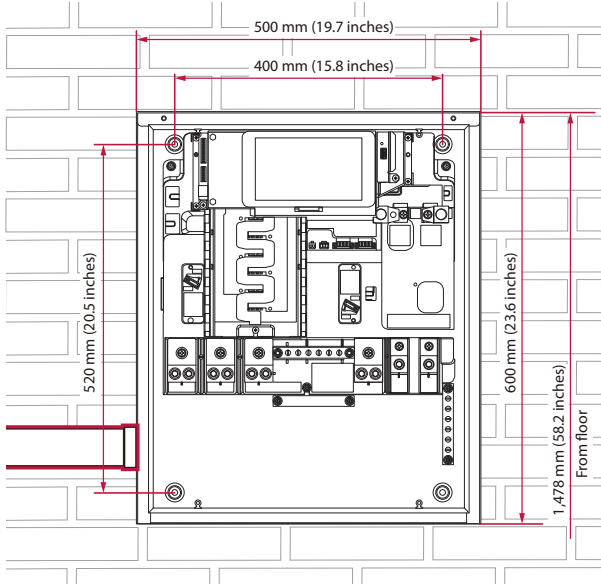 500 mm (19.7 inches)
400 mm (15.8 inches)
520 mm (20.5 inches)
600 mm (23.6 inches)
1,478 mm (58.2 inches)
From floor